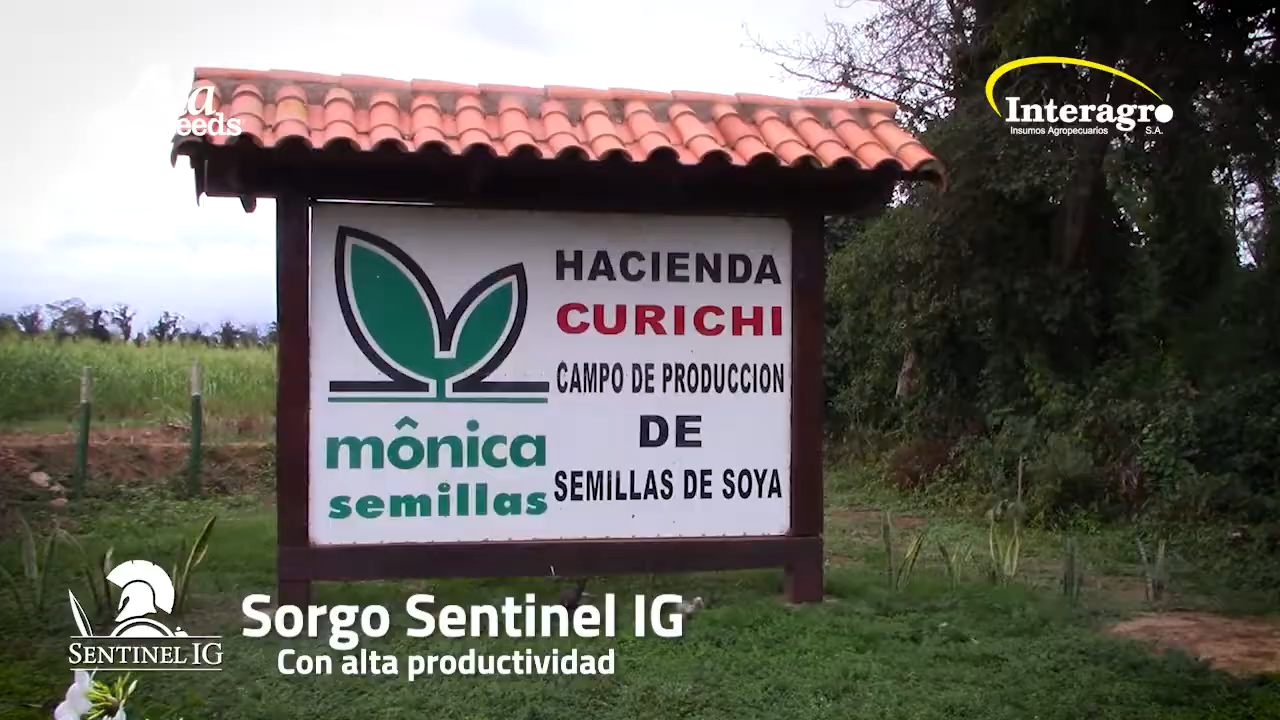 eeds
Interagro
Insumos Agropecuarios S.A.
HACIENDA
CURICHI
CAMPO DE PRODUCCION
DE
SEMILLAS DE SOYA
mônica
semillas
SENTINEL IG
Sorgo Sentinel IG
Con alta productividad